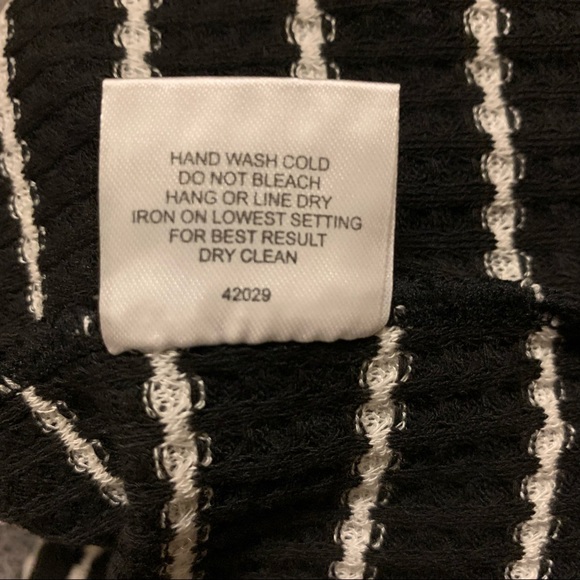 HAND WASH COLD
DO NOT BLEACH
HANG OR LINE DRY
IRON ON LOWEST SETTING
FOR BEST RESULT
DRY CLEAN
42029